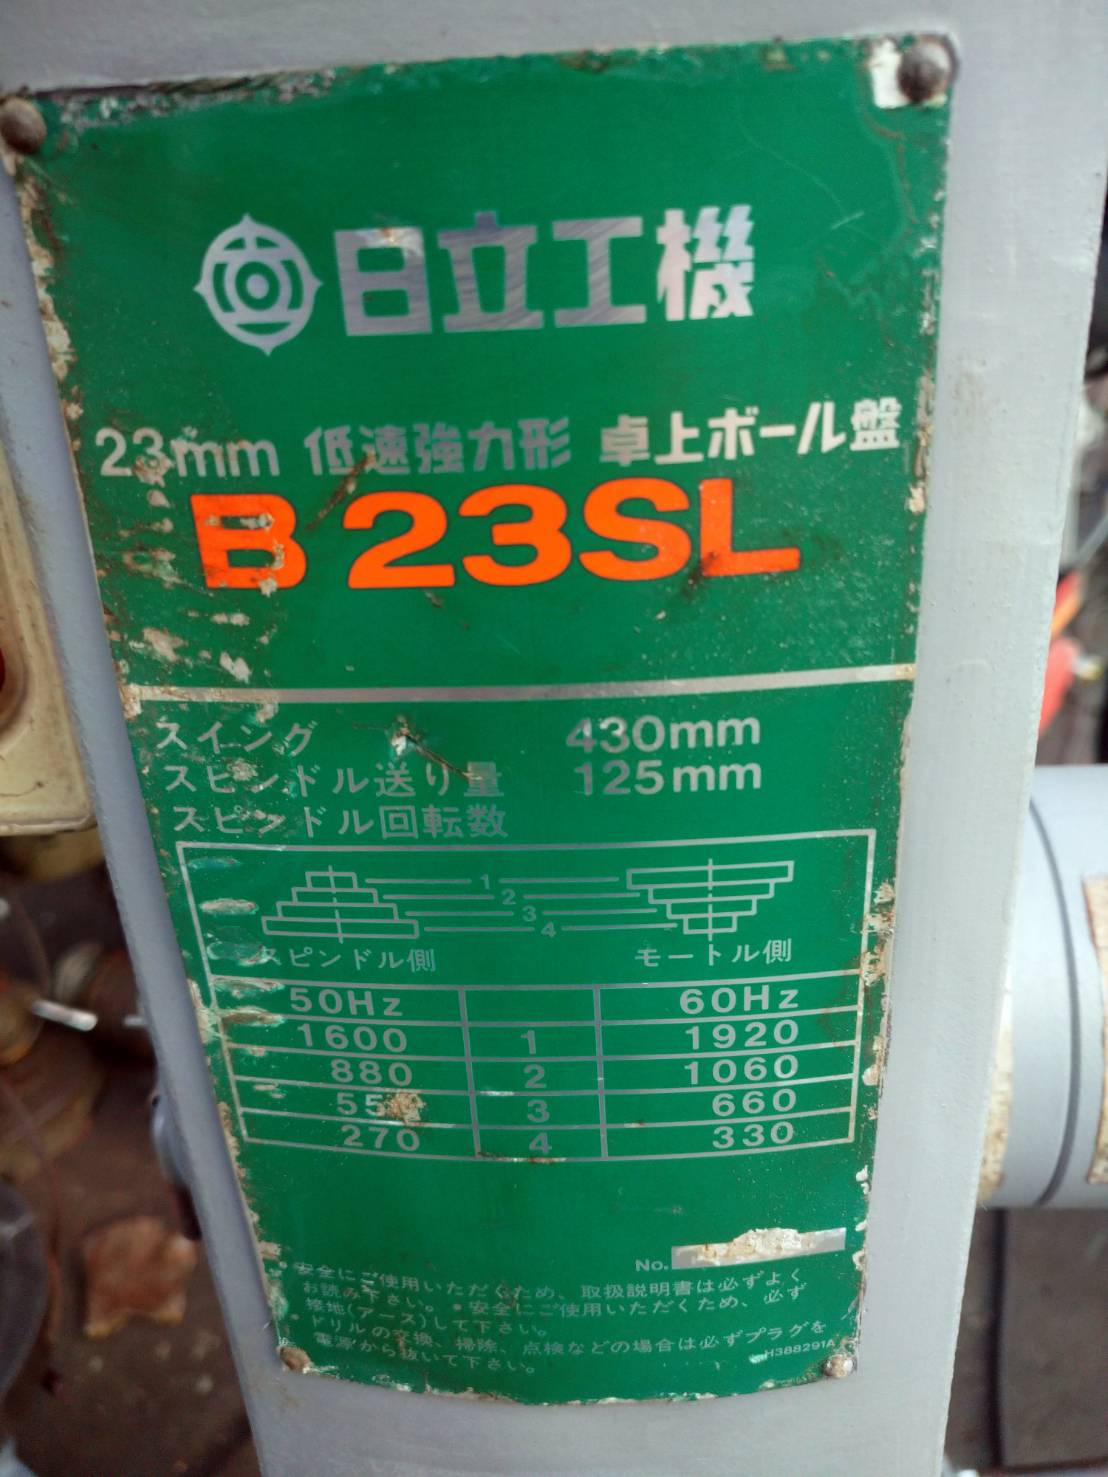 日立工機
23mm 低速強力形 卓上ボール盤
B23SL
スイング 430mm
スピンドル送り量 125mm
スピンドル回転数
1
2
3
4
スピンドル側 モートル側
50Hz 60Hz
1600 1 1920
880 2 1060
3 660
270 4 330
No.
•安全にご使用いただくため、取扱説明書は必ずよく
お読み下さい。•安全にご使用いただくため、必ず
接地(アース)して下さい。
•ドリルの交換、掃除、点検などの場合は必ずプラグを
電源から抜いて下さい。
H388291A